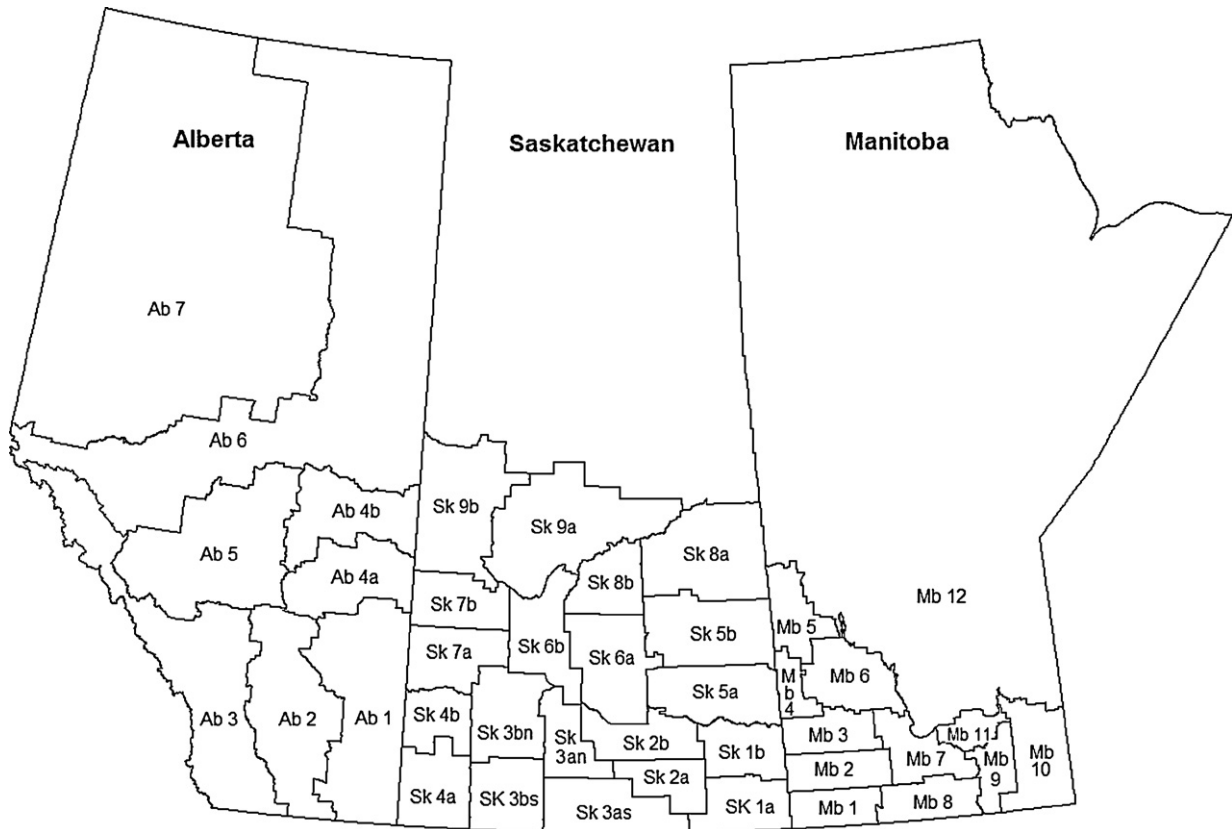 Alberta
Saskatchewan
Manitoba
Ab 7
Ab 6
Ab 5
Ab 4b
Ab 4a
Ab 3
Ab 2
Ab 1
Sk 9b
Sk 9a
Sk 8b
Sk 8a
Sk 7b
Sk 7a
Sk 6b
Sk 6a
Sk 5b
Sk 5a
Sk 4b
Sk 4a
Sk 3bn
SK 3bs
Sk
3an
Sk 3as
Sk 2b
Sk 2a
Sk 1b
SK 1a
Mb 12
Mb 5
Mb 6
M
b
4
Mb 3
Mb 2
Mb 1
Mb 7
Mb 8
Mb 11
Mb
9
Mb
10